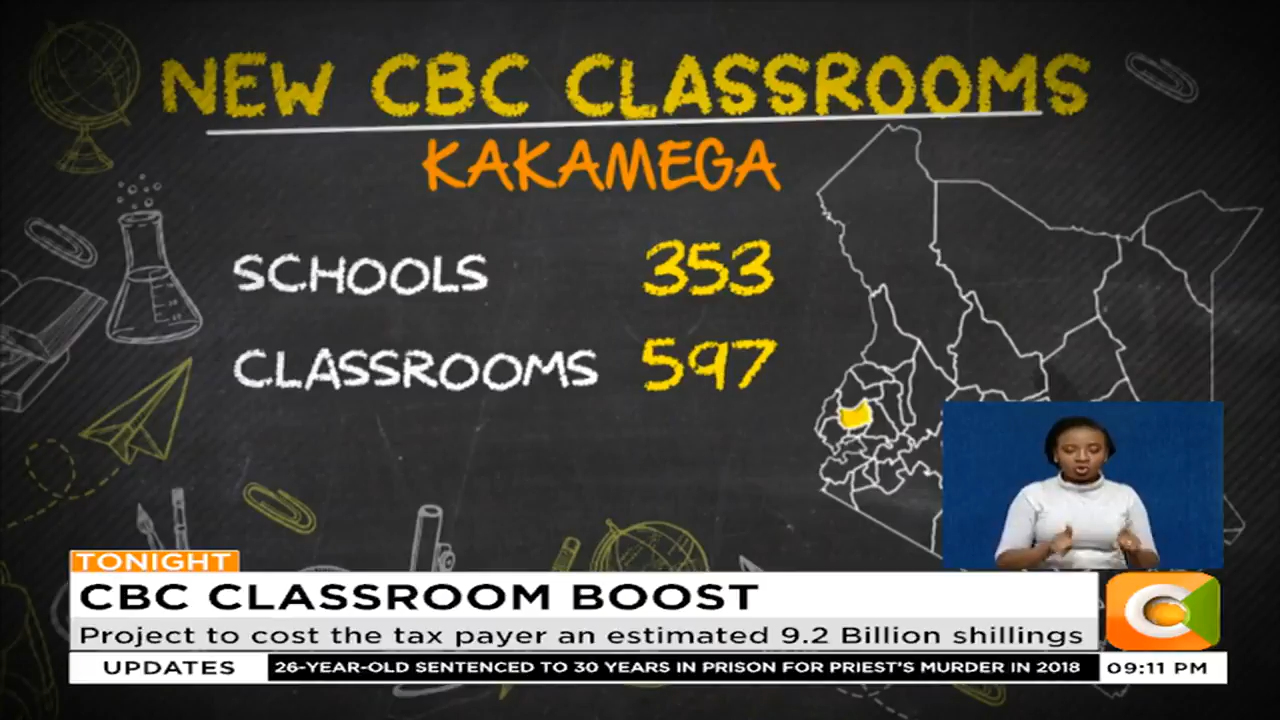 NEW CBC CLASSROOMS
KAKAMEGA
SCHOOLS 353
CLASSROOMS 597
TONIGHT
CBC CLASSROOM BOOST
Project to cost the tax payer an estimated 9.2 Billion shillings
UPDATES 26-YEAR-OLD SENTENCED TO 30 YEARS IN PRISON FOR PRIEST'S MURDER IN 2018 09:11 PM